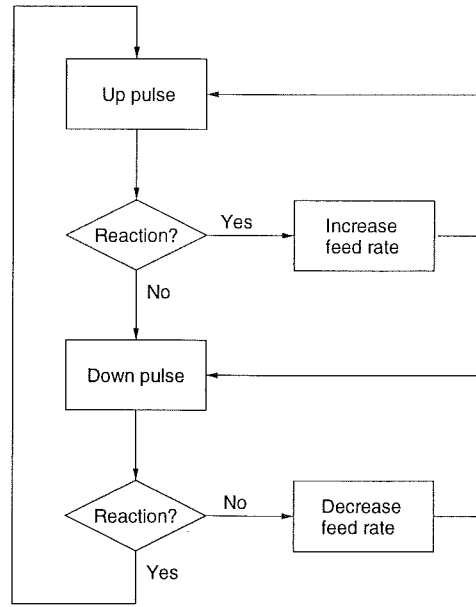 Up pulse
Reaction?
Yes
Increase
feed rate
No
Down pulse
Reaction?
No
Decrease
feed rate
Yes